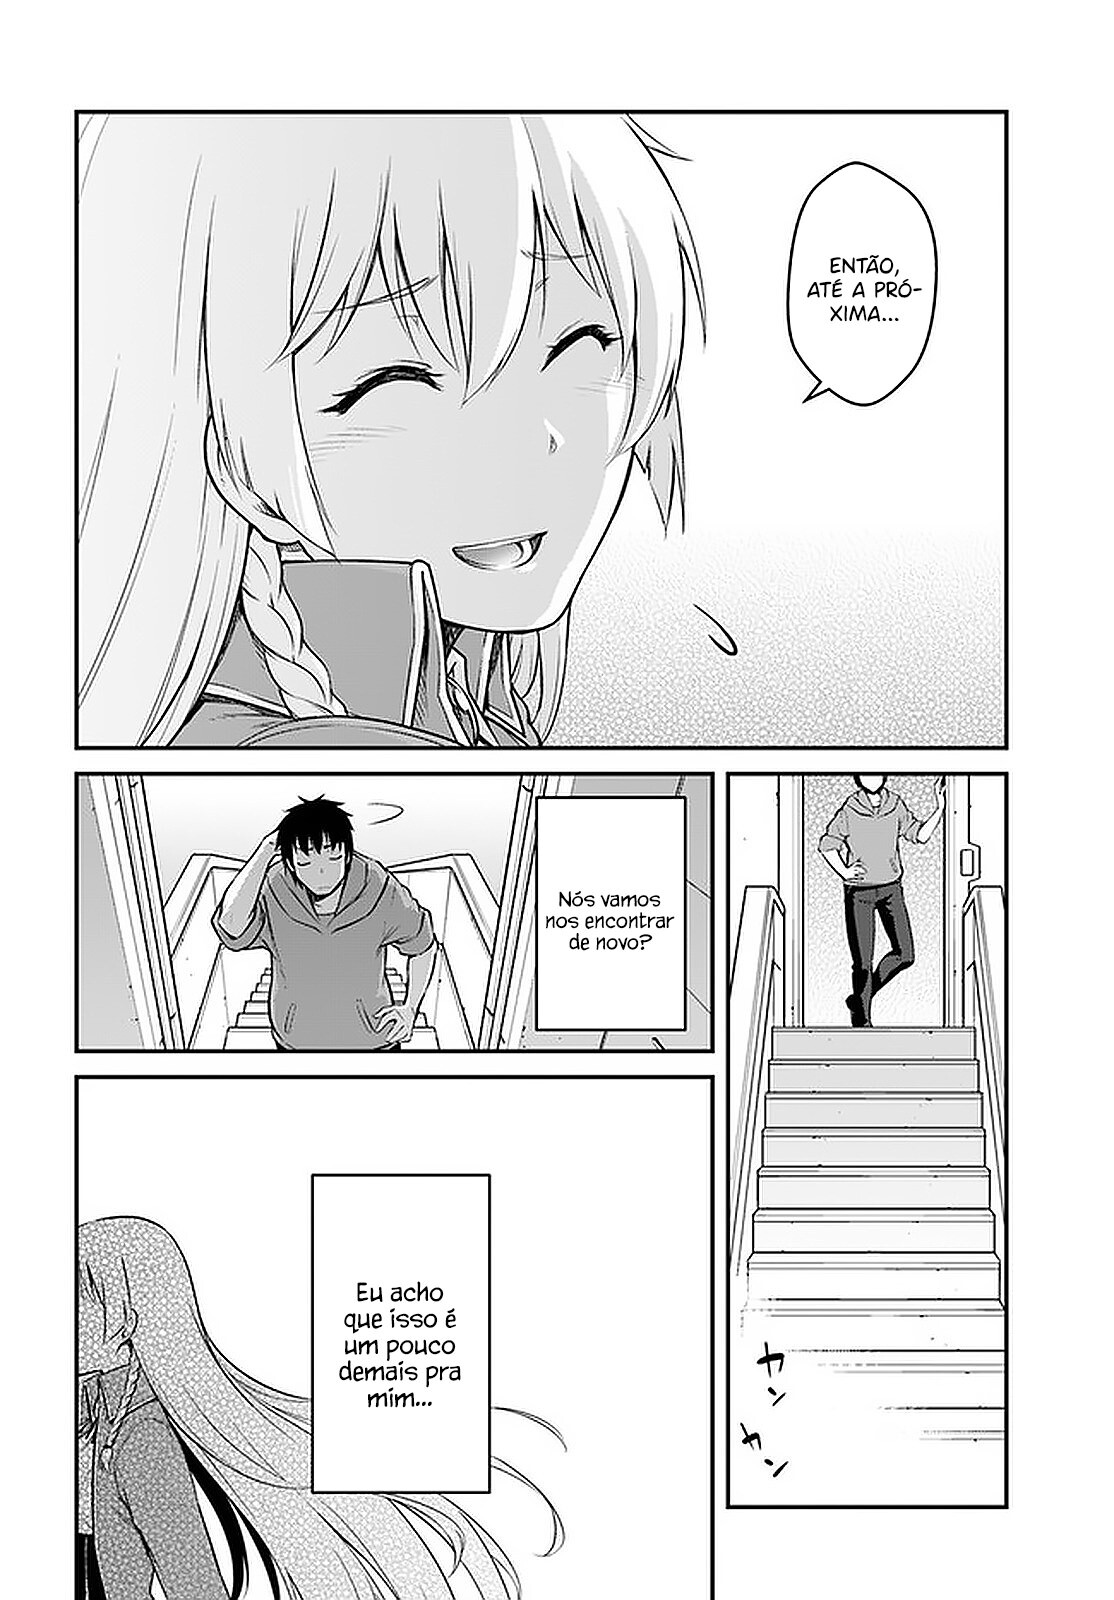 ENTÃO,
ATÉ A PRÓ-
XIMA...
カン
カン
Nós vamos
nos encontrar
de novo?
Eu acho
que isso é
um pouco
demais pra
mim...